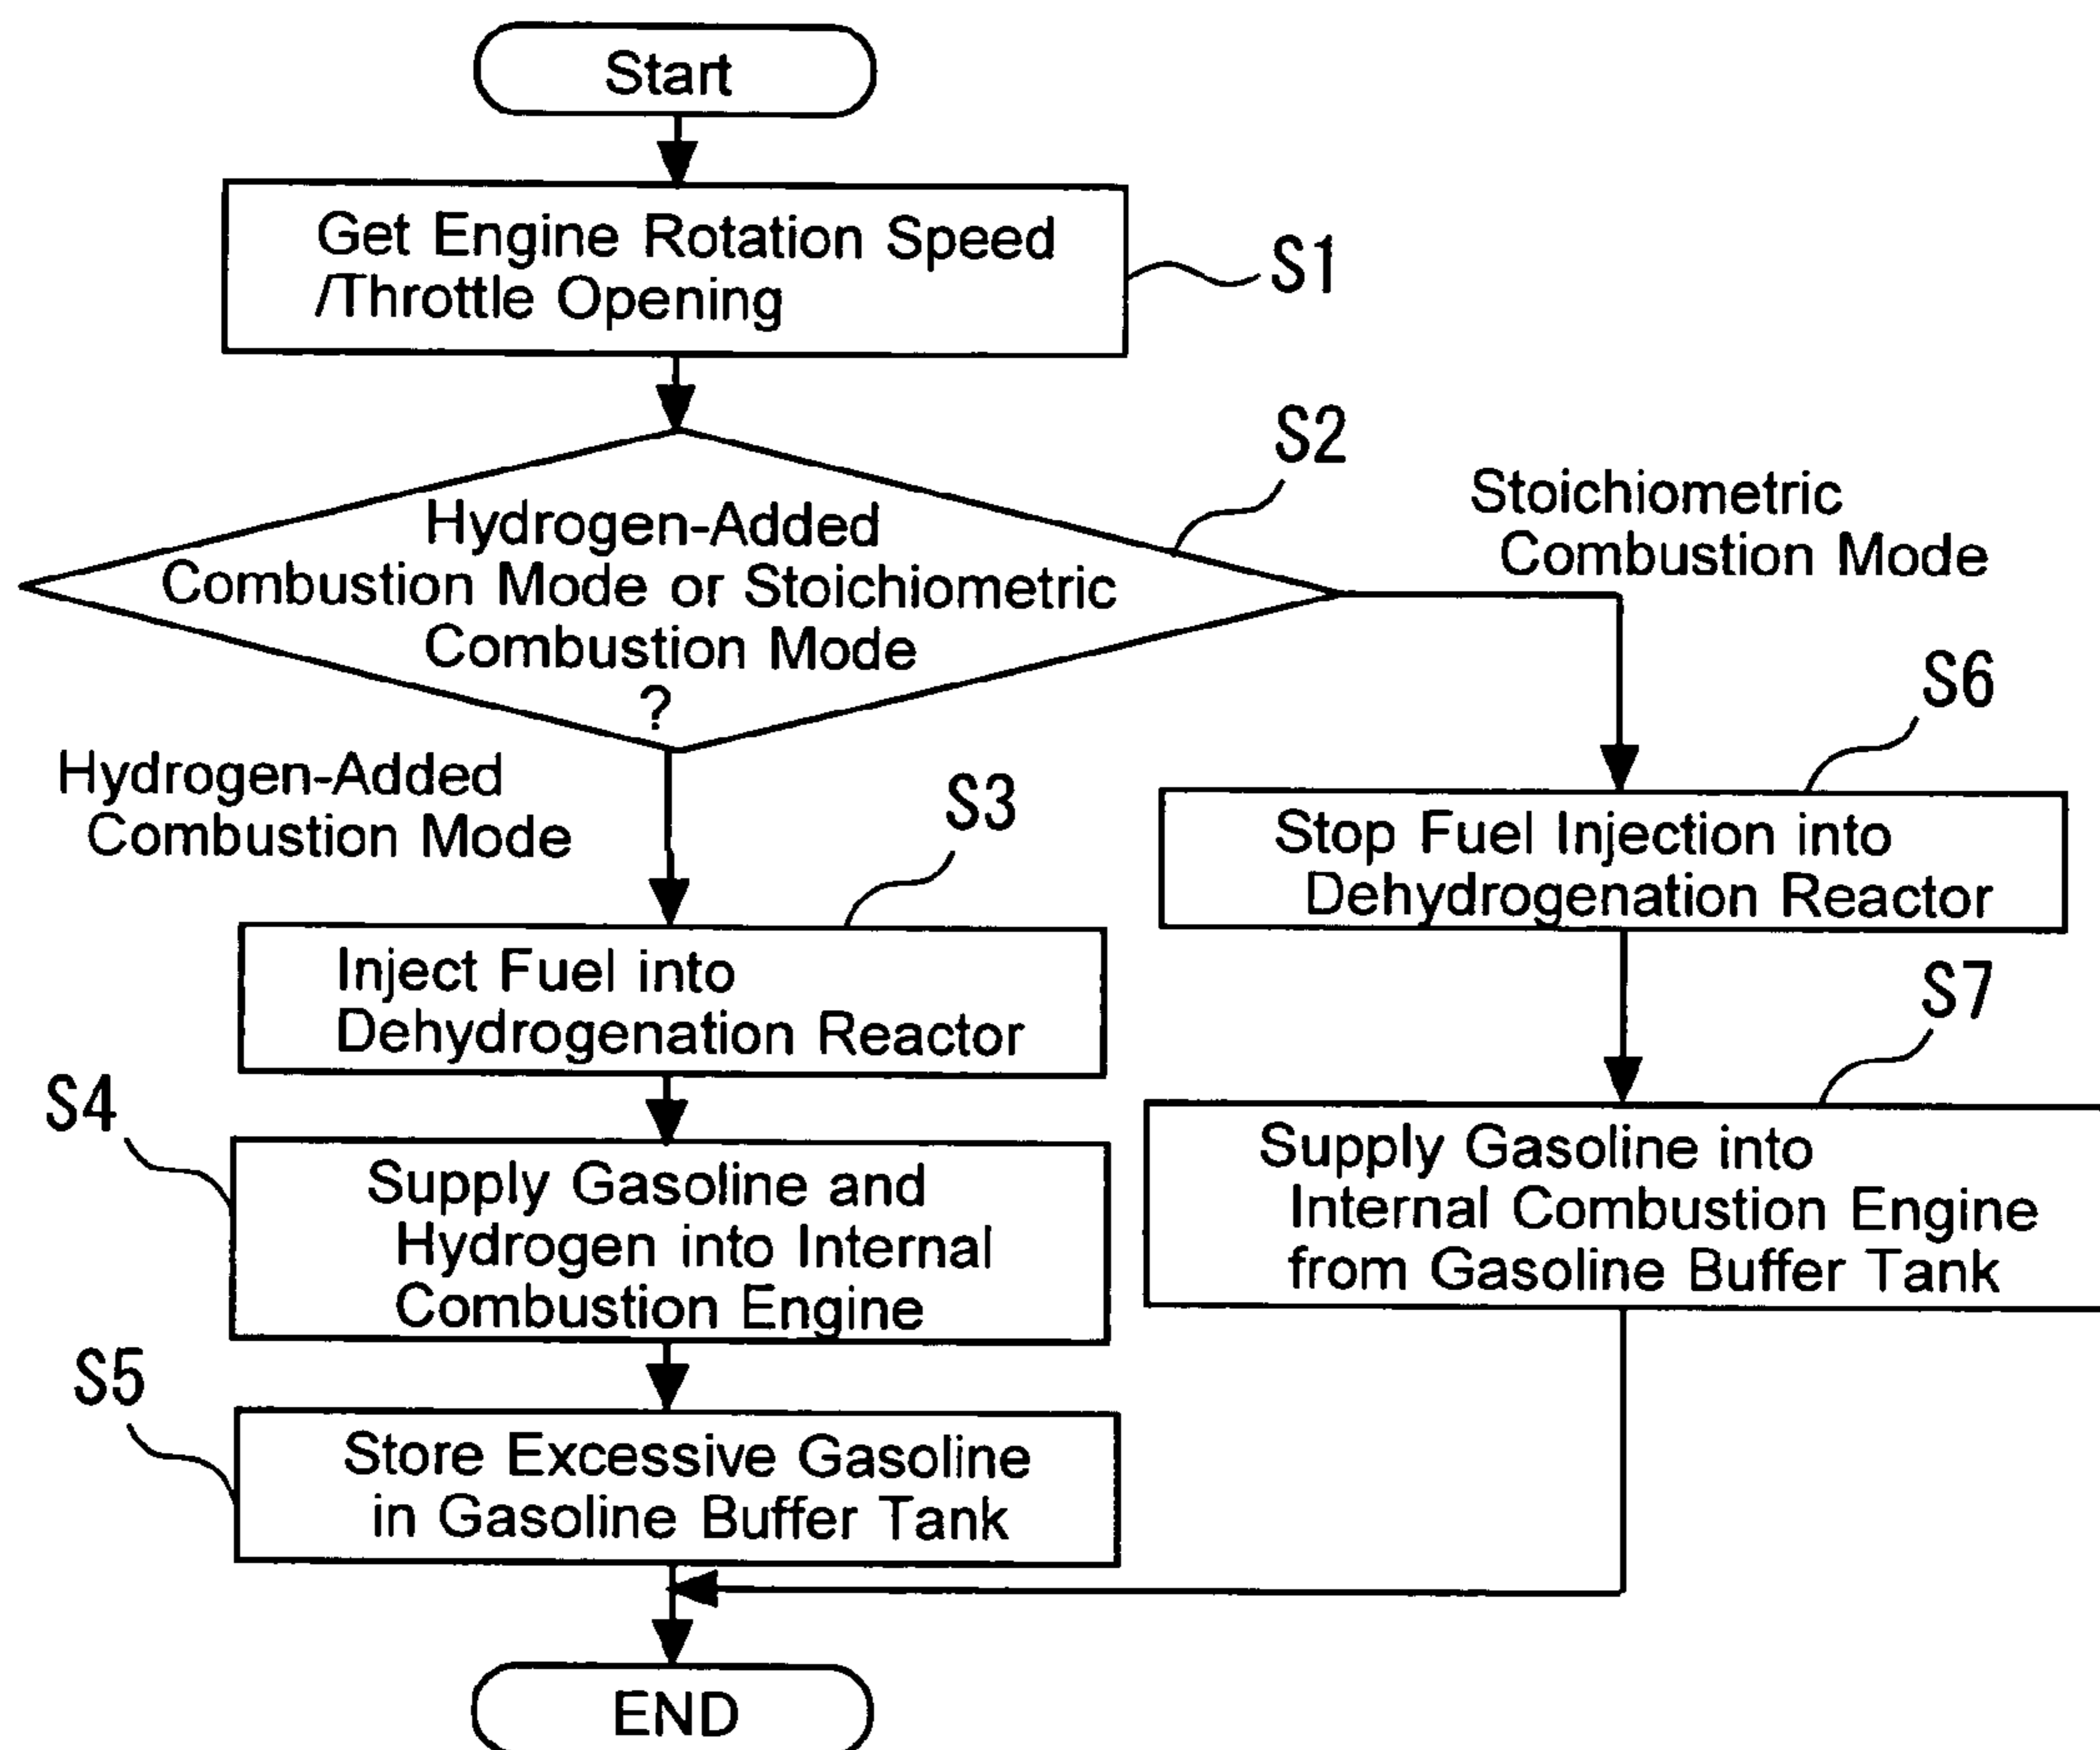 Start
Get Engine Rotation Speed
/Throttle Opening
S1
S2
Hydrogen-Added
Combustion Mode or Stoichiometric
Combustion Mode
?
Stoichiometric
Combustion Mode
Hydrogen-Added
Combustion Mode
S3
Inject Fuel into
Dehydrogenation Reactor
S4
Supply Gasoline and
Hydrogen into Internal
Combustion Engine
S5
Store Excessive Gasoline
in Gasoline Buffer Tank
S6
Stop Fuel Injection into
Dehydrogenation Reactor
S7
Supply Gasoline into
Internal Combustion Engine
from Gasoline Buffer Tank
END